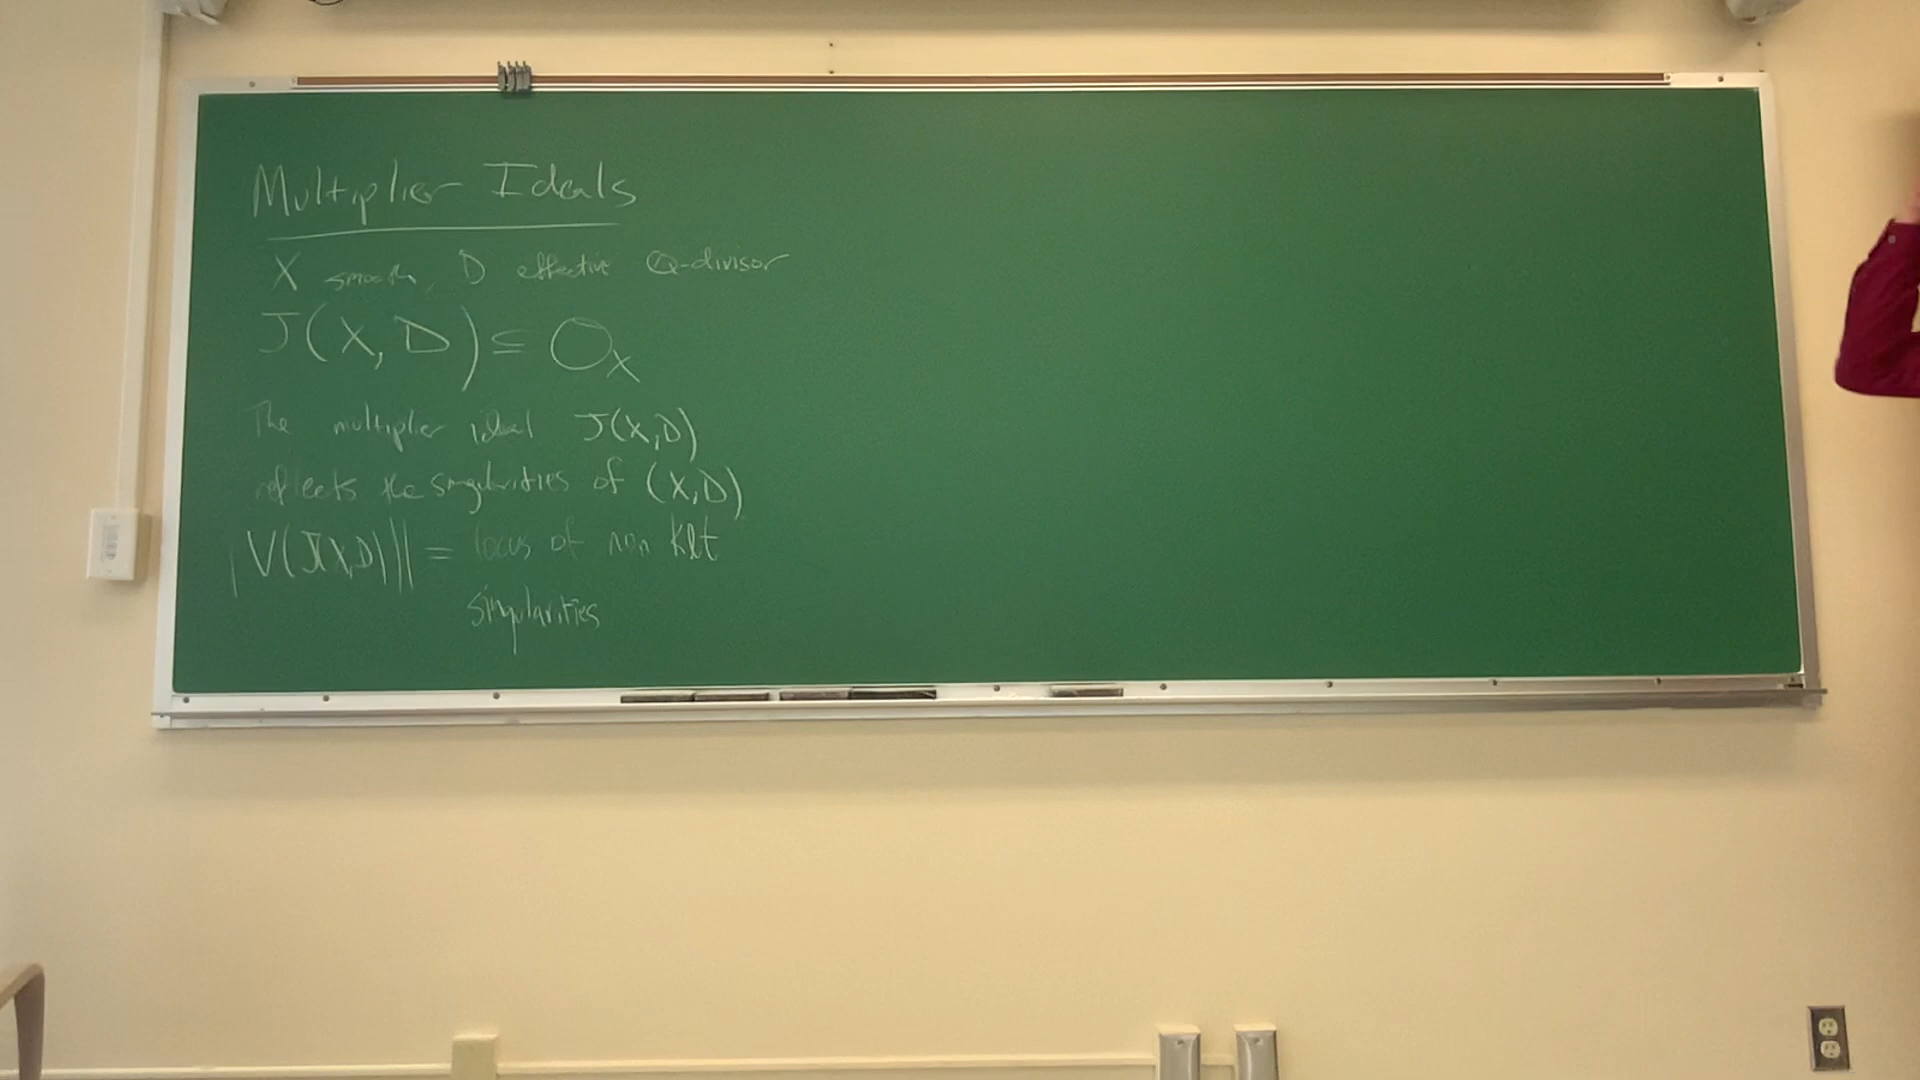 Multiplier Ideals
X smooth, D effective Q-divisor
J(X,D) ⊆ O_X
The multiplier ideal J(X,D)
reflects the singularities of (X,D)
|V(J(X,D))| = locus of non klt
singularities